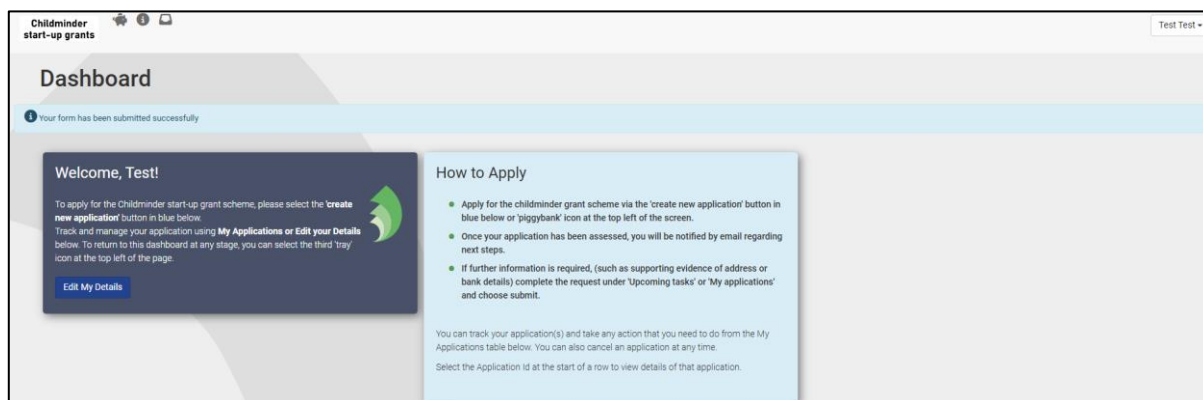 Childminder
start-up grants
Test Test
Dashboard
Your form has been submitted successfully
Welcome, Test!
To apply for the Childminder start-up grant scheme, please select the 'create
new application' button in blue below.
Track and manage your application using My Applications or Edit your Details
below. To return to this dashboard at any stage, you can select the third 'tray'
icon at the top left of the page.
Edit My Details
How to Apply
Apply for the childminder grant scheme via the 'create new application' button in
blue below or 'piggybank' icon at the top left of the screen.
Once your application has been assessed, you will be notified by email regarding
next steps.
If further information is required, (such as supporting evidence of address or
bank details) complete the request under 'Upcoming tasks' or 'My applications'
and choose submit.
You can track your application(s) and take any action that you need to do from the My
Applications table below. You can also cancel an application at any time.
Select the Application Id at the start of a row to view details of that application.